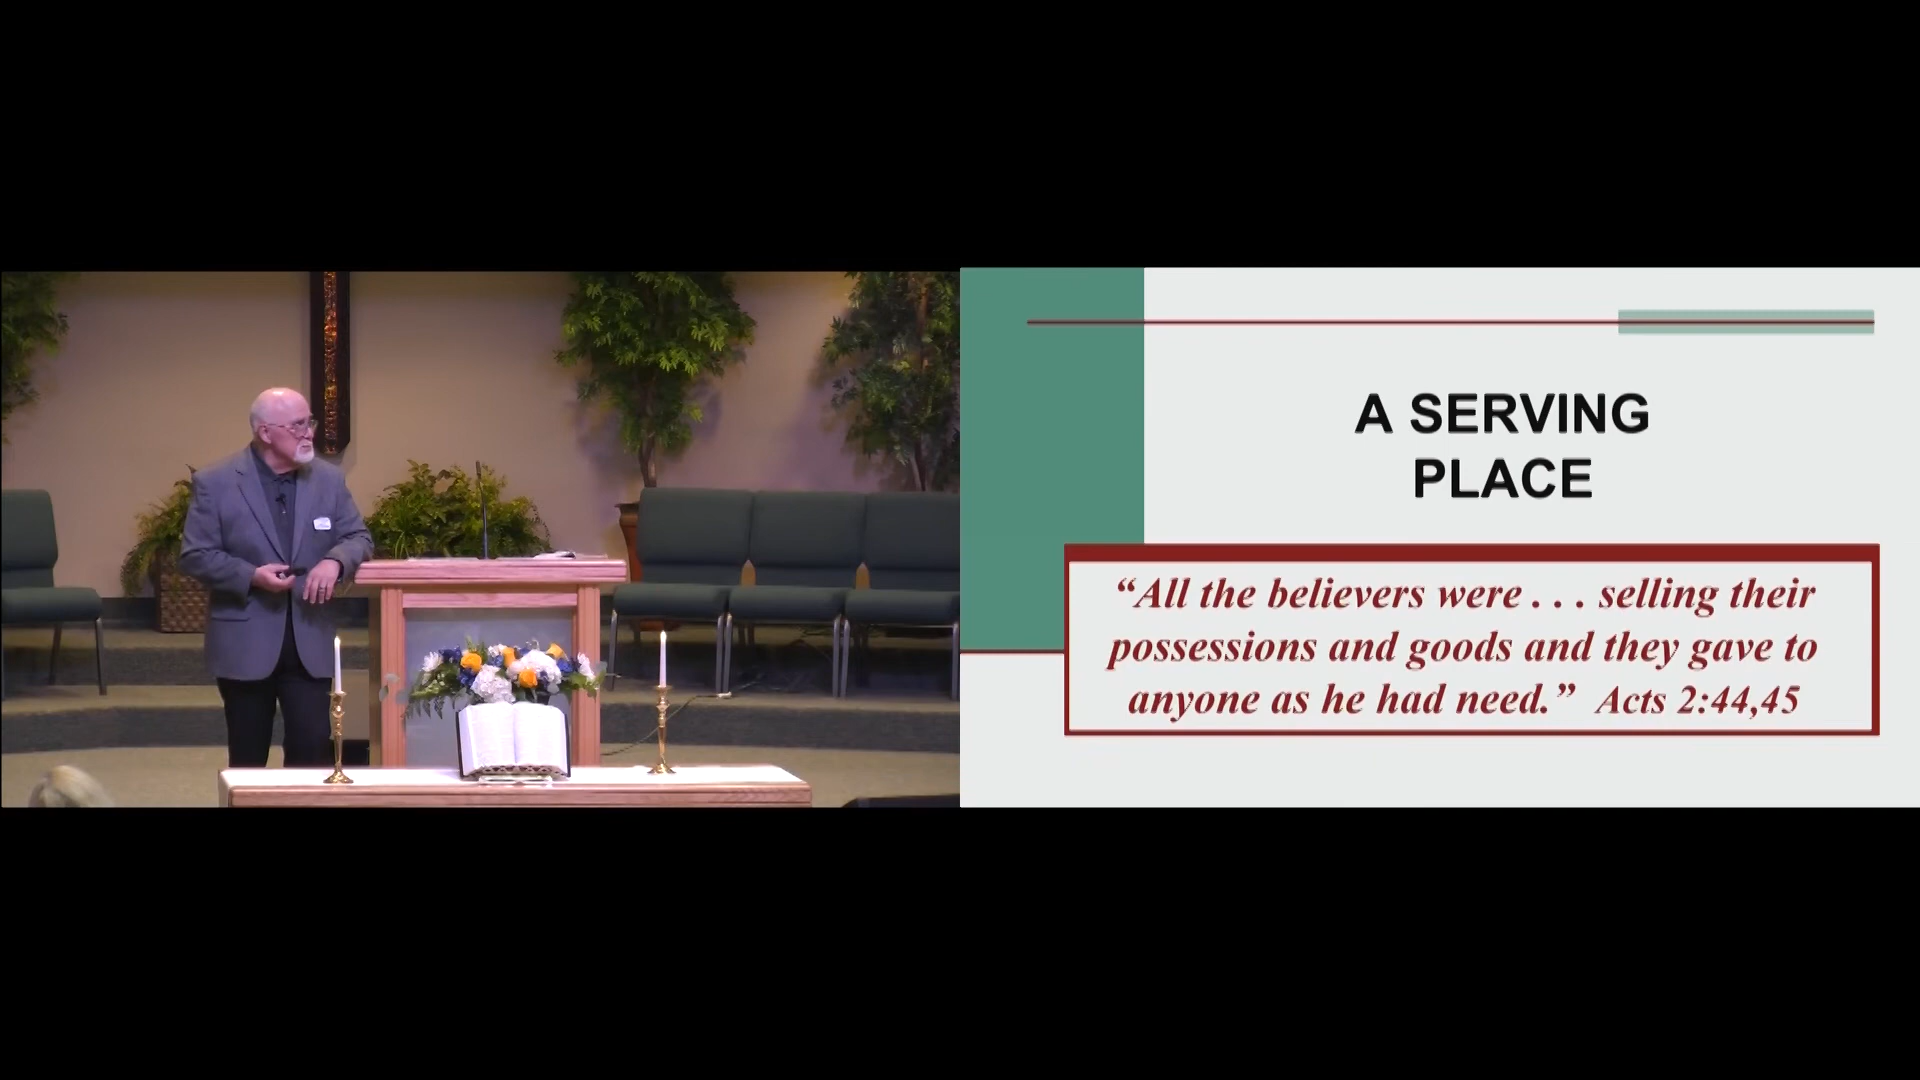 A SERVING
PLACE
“All the believers were . . . selling their
possessions and goods and they gave to
anyone as he had need.” Acts 2:44,45